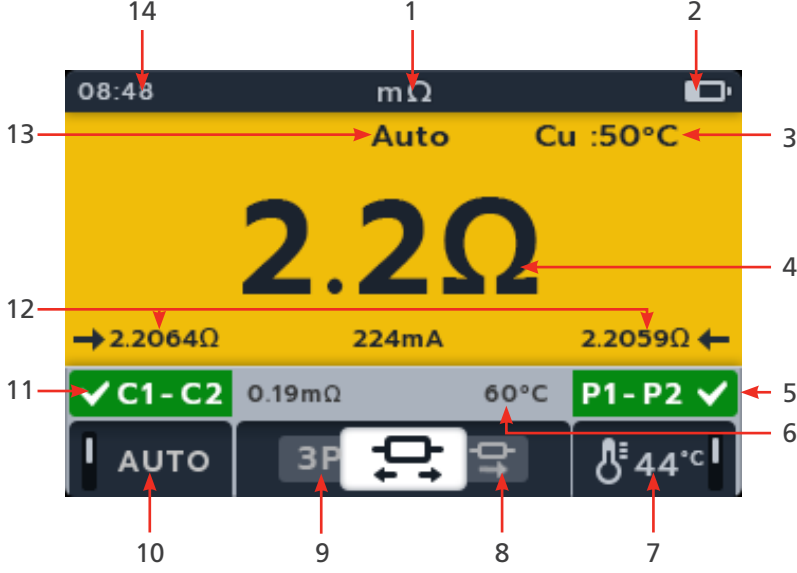 14 1 2
08:48 mΩ
13 Auto Cu :50°C 3
2.2Ω 4
12
2.2064Ω 224mA 2.2059Ω
11 C1-C2 0.19mΩ 60°C P1-P2 5
6
AUTO 3P 44°C
10 9 8 7